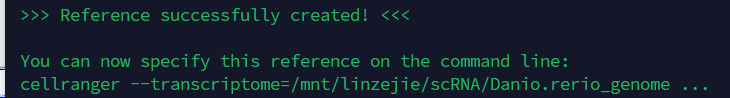 >>> Reference successfully created! <<<
You can now specify this reference on the command line:
cellranger --transcriptome=/mnt/linzejie/scRNA/Danio.rerio_genome ...